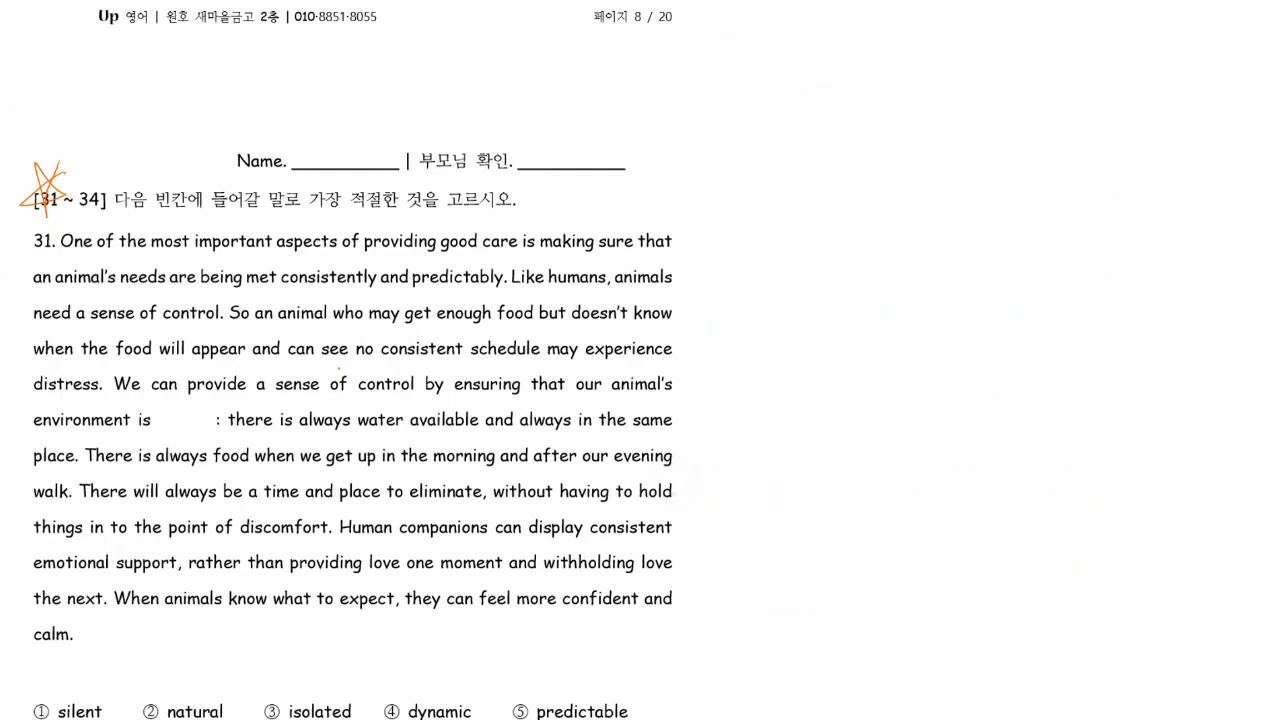 Up 영어 | 원호 새마을금고 2층 | 010·8851·8055
페이지 8 / 20
Name. ____________ | 부모님 확인. ____________
[31 ~ 34] 다음 빈칸에 들어갈 말로 가장 적절한 것을 고르시오.
31. One of the most important aspects of providing good care is making sure that
an animal's needs are being met consistently and predictably. Like humans, animals
need a sense of control. So an animal who may get enough food but doesn't know
when the food will appear and can see no consistent schedule may experience
distress. We can provide a sense of control by ensuring that our animal's
environment is : there is always water available and always in the same
place. There is always food when we get up in the morning and after our evening
walk. There will always be a time and place to eliminate, without having to hold
things in to the point of discomfort. Human companions can display consistent
emotional support, rather than providing love one moment and withholding love
the next. When animals know what to expect, they can feel more confident and
calm.
① silent ② natural ③ isolated ④ dynamic ⑤ predictable